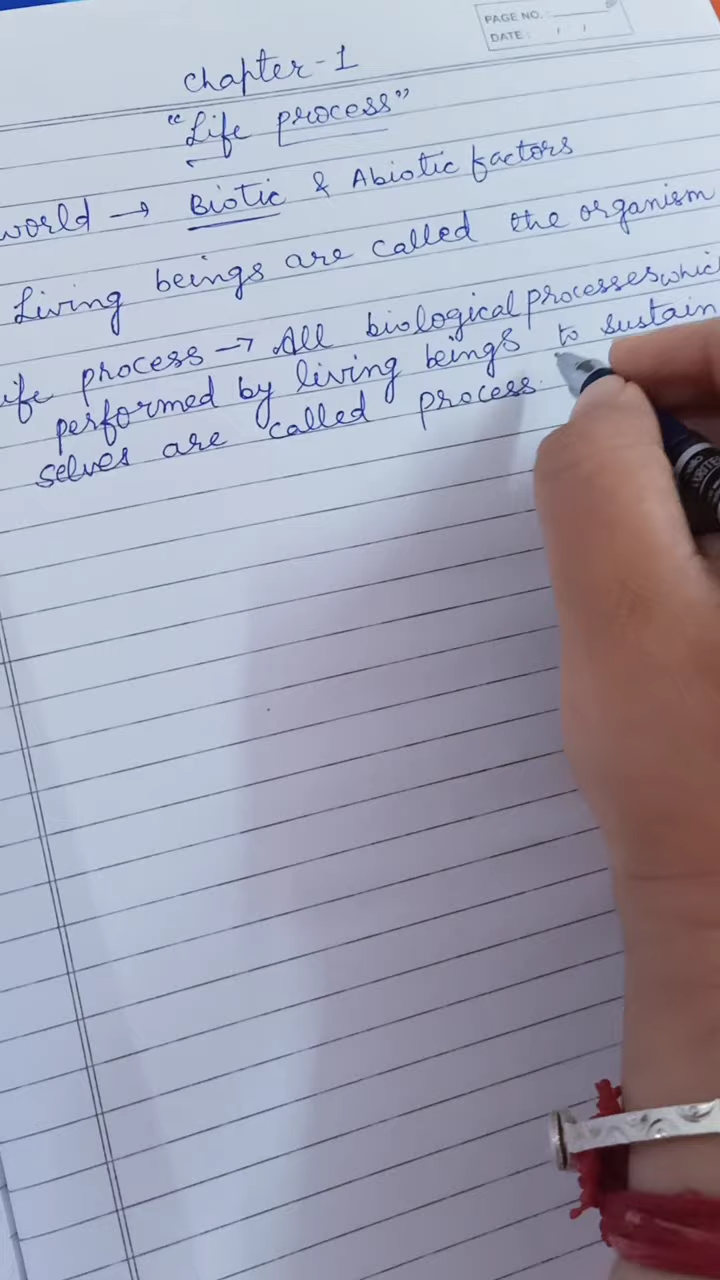 PAGE NO.:
DATE: / /
Chapter-1
"Life process"
world → Biotic & Abiotic factors
Living beings are called the organism
ife process → All biological processes whic
performed by living beings to sustain
selves are called process.